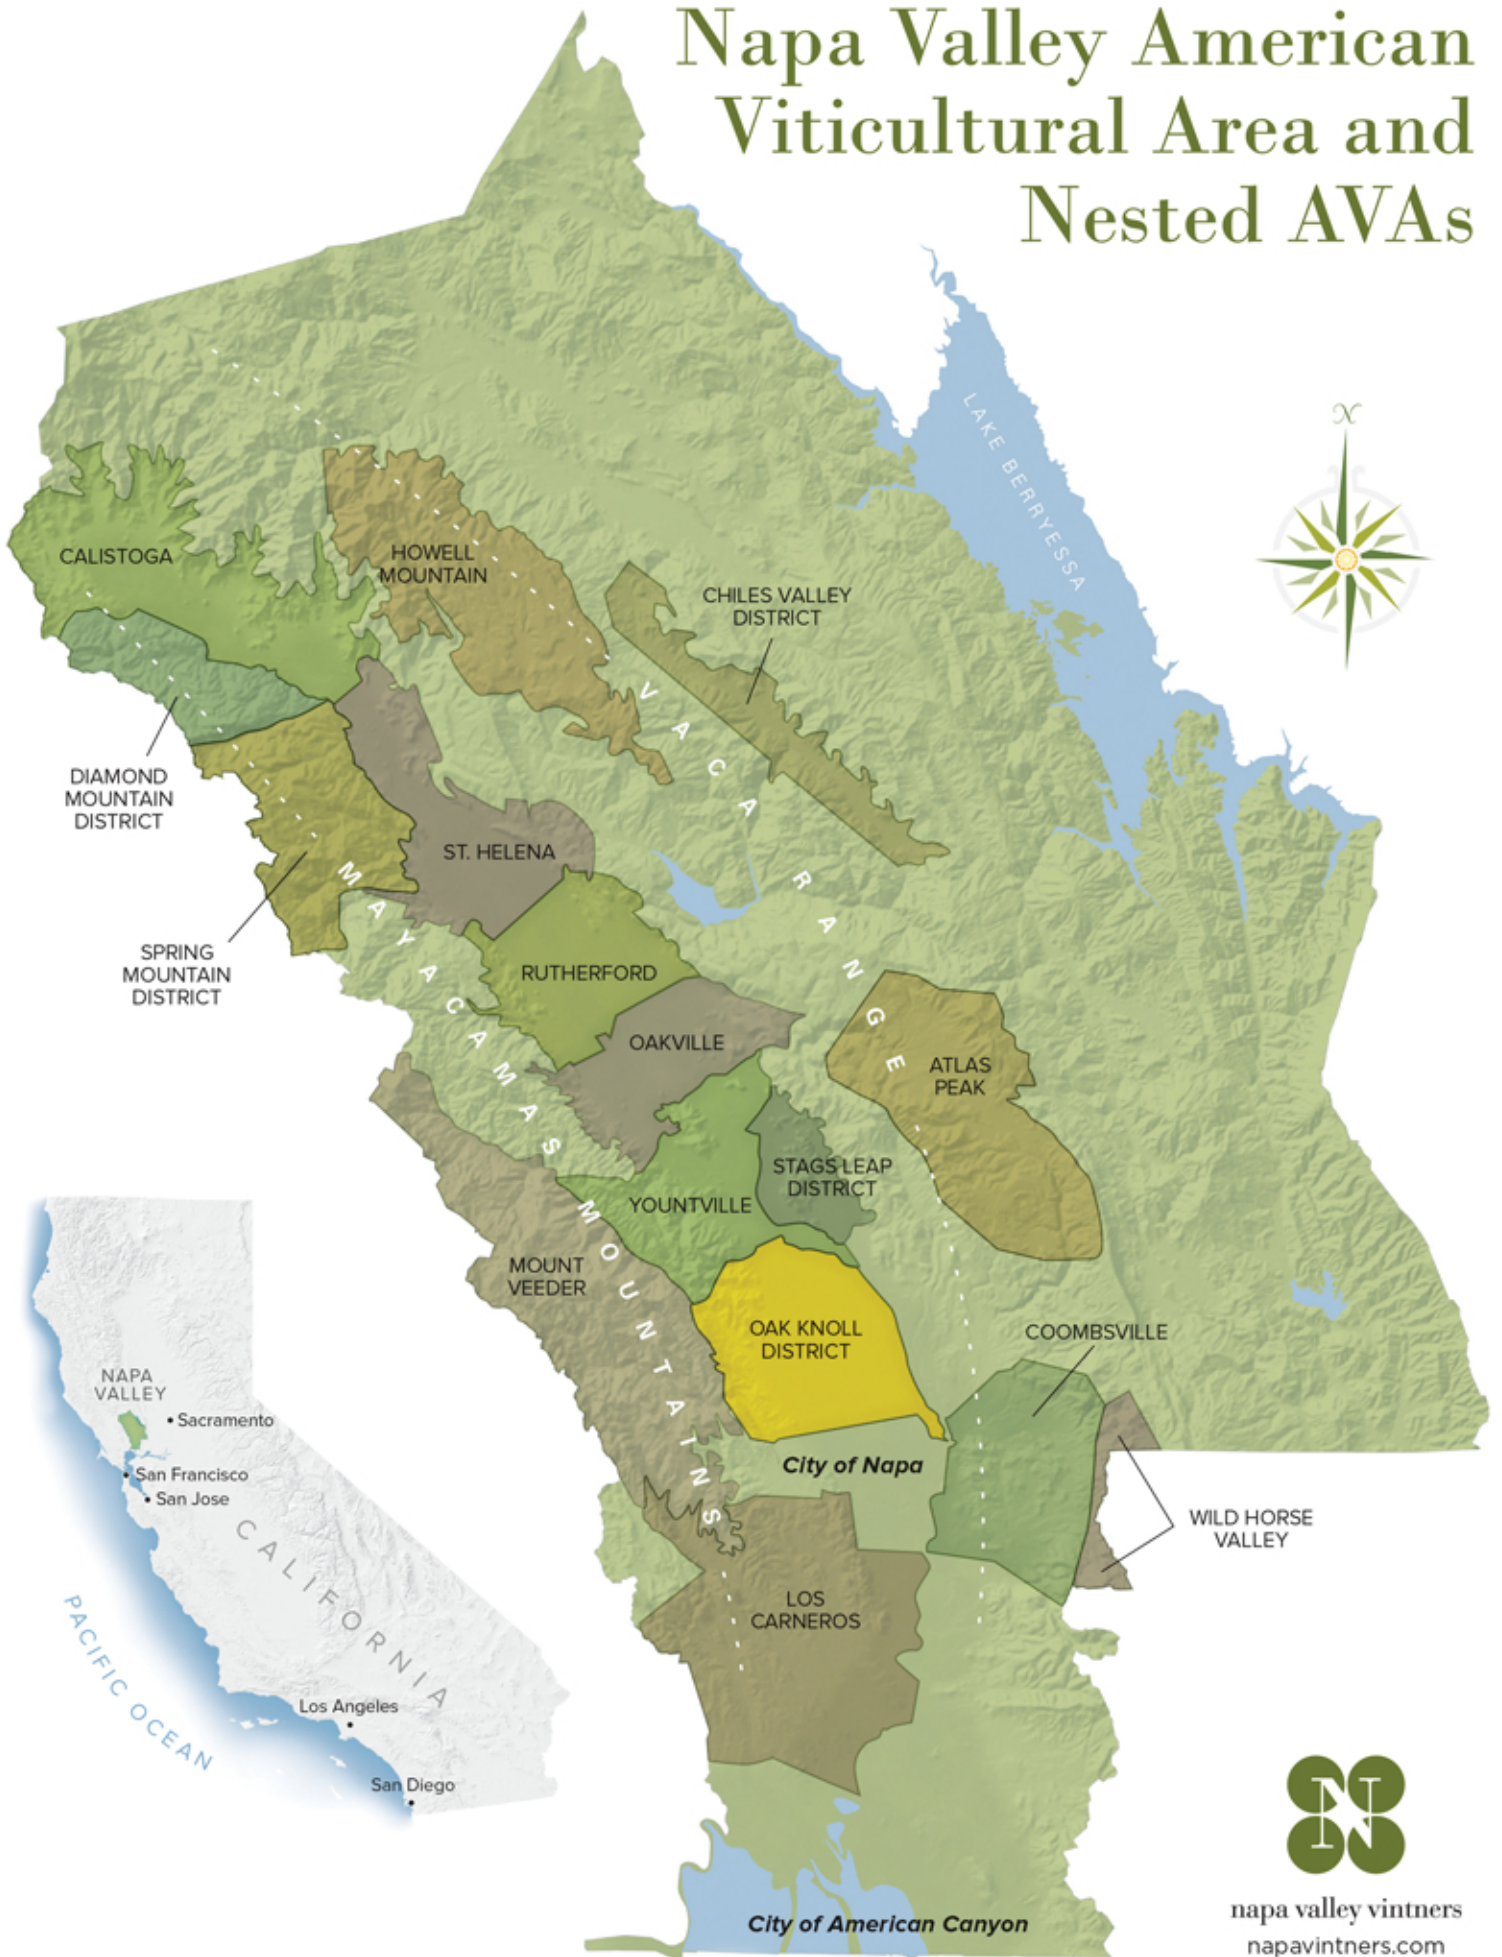 Napa Valley American
Viticultural Area and
Nested AVAs
LAKE BERRYESSA
N
CALISTOGA
HOWELL
MOUNTAIN
CHILES VALLEY
DISTRICT
VACA RANGE
DIAMOND
MOUNTAIN
DISTRICT
ST. HELENA
MAYACAMAS MOUNTAINS
SPRING
MOUNTAIN
DISTRICT
RUTHERFORD
OAKVILLE
ATLAS
PEAK
STAGS LEAP
DISTRICT
YOUNTVILLE
MOUNT
VEEDER
OAK KNOLL
DISTRICT
COOMBSVILLE
City of Napa
WILD HORSE
VALLEY
LOS
CARNEROS
City of American Canyon
NAPA
VALLEY
Sacramento
San Francisco
San Jose
CALIFORNIA
PACIFIC OCEAN
Los Angeles
San Diego
N
napa valley vintners
napavintners.com